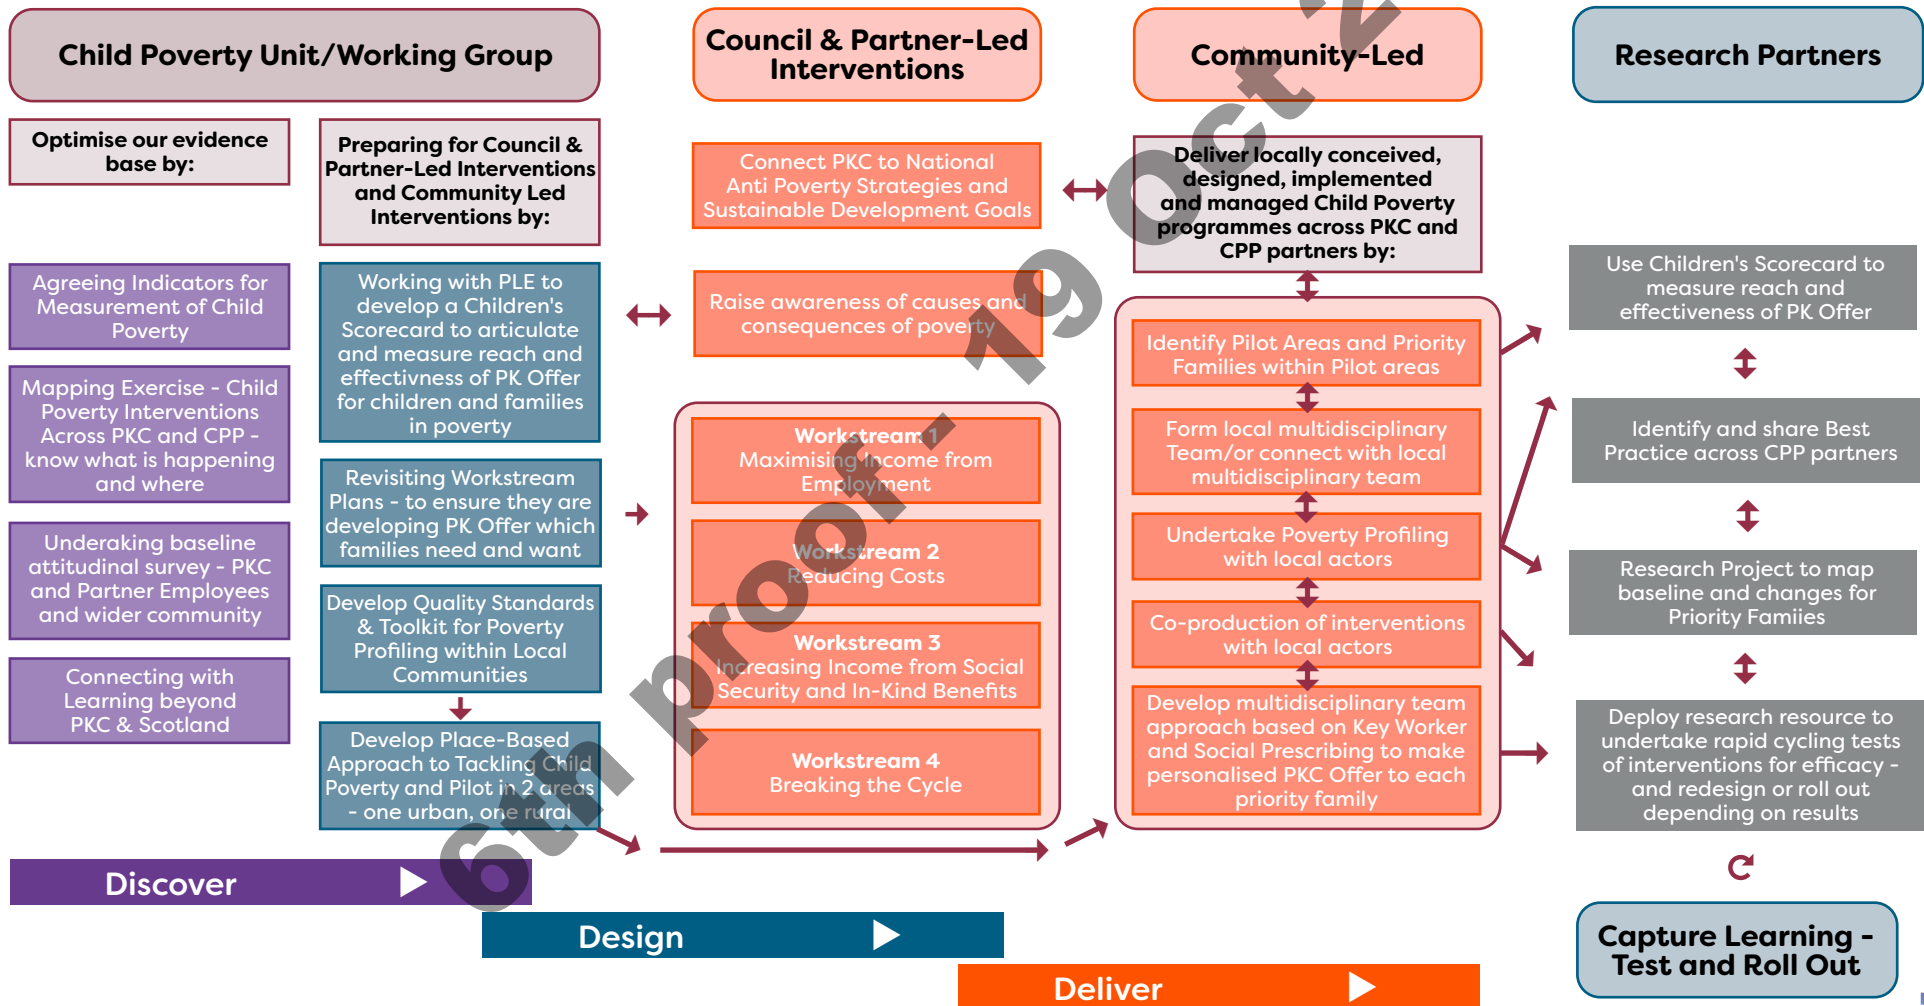 Child Poverty Unit/Working Group
Optimise our evidence
base by:
Agreeing Indicators for
Measurement of Child
Poverty
Mapping Exercise - Child
Poverty Interventions
Across PKC and CPP -
know what is happening
and where
Underaking baseline
attitudinal survey - PKC
and Partner Employees
and wider community
Connecting with
Learning beyond
PKC & Scotland
Preparing for Council &
Partner-Led Interventions
and Community Led
Interventions by:
Working with PLE to
develop a Children's
Scorecard to articulate
and measure reach and
effectivness of PK Offer
for children and families
in poverty
Revisiting Workstream
Plans - to ensure they are
developing PK Offer which
families need and want
Develop Quality Standards
& Toolkit for Poverty
Profiling within Local
Communities
Develop Place-Based
Approach to Tackling Child
Poverty and Pilot in 2 areas
- one urban, one rural
Council & Partner-Led
Interventions
Connect PKC to National
Anti Poverty Strategies and
Sustainable Development Goals
Raise awareness of causes and
consequences of poverty
Workstream 1
Maximising Income from
Employment
Workstream 2
Reducing Costs
Workstream 3
Increasing Income from Social
Security and In-Kind Benefits
Workstream 4
Breaking the Cycle
Community-Led
Deliver locally conceived,
designed, implemented
and managed Child Poverty
programmes across PKC and
CPP partners by:
Identify Pilot Areas and Priority
Families within Pilot areas
Form local multidisciplinary
Team/or connect with local
multidisciplinary team
Undertake Poverty Profiling
with local actors
Co-production of interventions
with local actors
Develop multidisciplinary team
approach based on Key Worker
and Social Prescribing to make
personalised PKC Offer to each
priority family
Research Partners
Use Children's Scorecard to
measure reach and
effectiveness of PK Offer
Identify and share Best
Practice across CPP partners
Research Project to map
baseline and changes for
Priority Famiies
Deploy research resource to
undertake rapid cycling tests
of interventions for efficacy -
and redesign or roll out
depending on results
Capture Learning -
Test and Roll Out
Discover
Design
Deliver
6th proof - 19 Oct 2